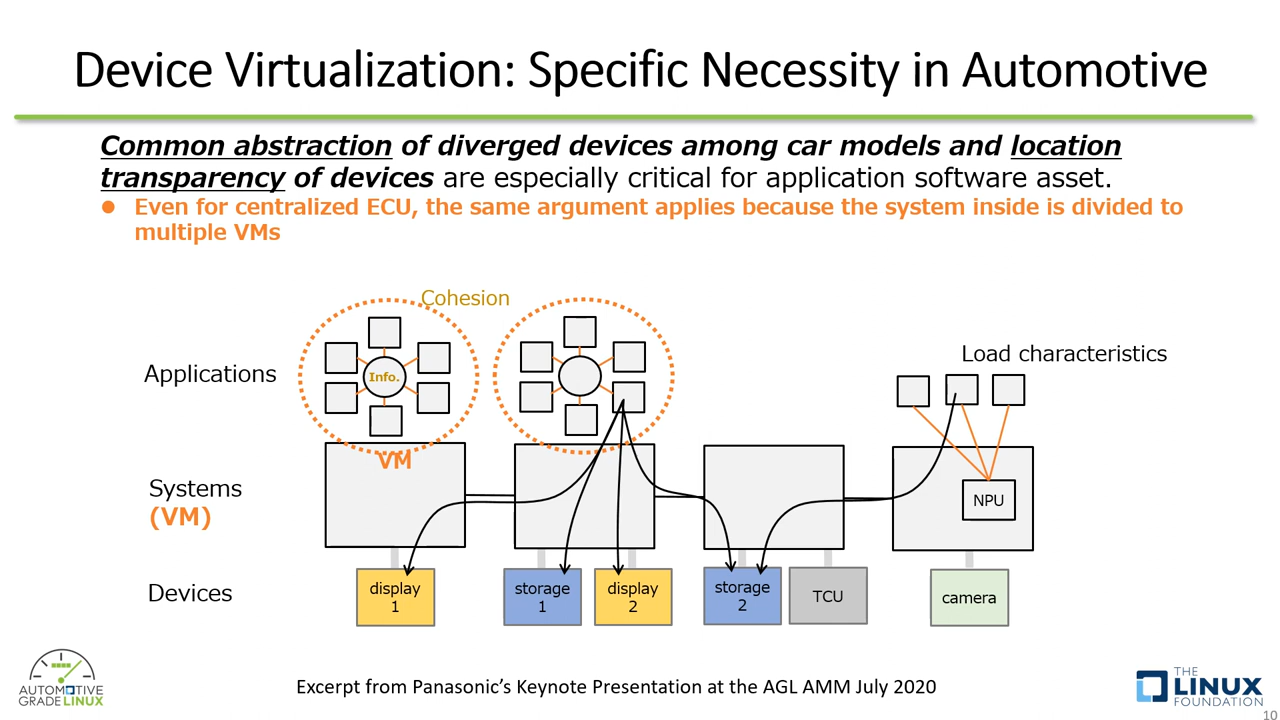 Device Virtualization: Specific Necessity in Automotive
Common abstraction of diverged devices among car models and location
transparency of devices are especially critical for application software asset.
● Even for centralized ECU, the same argument applies because the system inside is divided to
multiple VMs
Cohesion
Applications
Info.
Load characteristics
VM
Systems
(VM)
NPU
Devices
display
1
storage
1
display
2
storage
2
TCU
camera
AUTOMOTIVE
GRADE LINUX
Excerpt from Panasonic’s Keynote Presentation at the AGL AMM July 2020
THE
LINUX
FOUNDATION
10